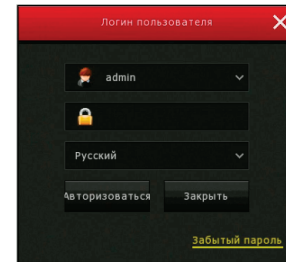 Логин пользователя
admin
Русский
Авторизоваться Закрыть
Забытый пароль